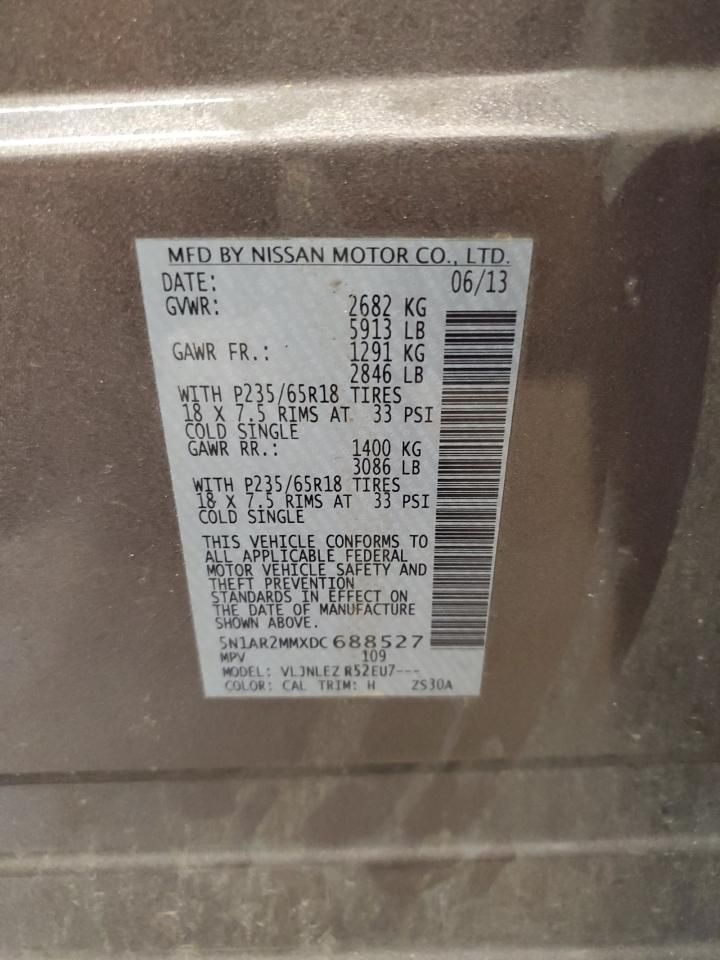 MFD BY NISSAN MOTOR CO., LTD.
DATE: 06/13
GVWR: 2682 KG
5913 LB
GAWR FR.: 1291 KG
2846 LB
WITH P235/65R18 TIRES
18 X 7.5 RIMS AT 33 PSI
COLD SINGLE
GAWR RR.: 1400 KG
3086 LB
WITH P235/65R18 TIRES
18 X 7.5 RIMS AT 33 PSI
COLD SINGLE
THIS VEHICLE CONFORMS TO
ALL APPLICABLE FEDERAL
MOTOR VEHICLE SAFETY AND
THEFT PREVENTION
STANDARDS IN EFFECT ON
THE DATE OF MANUFACTURE
SHOWN ABOVE.
5N1AR2MMXDC688527
MPV 109
MODEL: VLJNLEZ R52EU7---
COLOR: CAL TRIM: H ZS30A